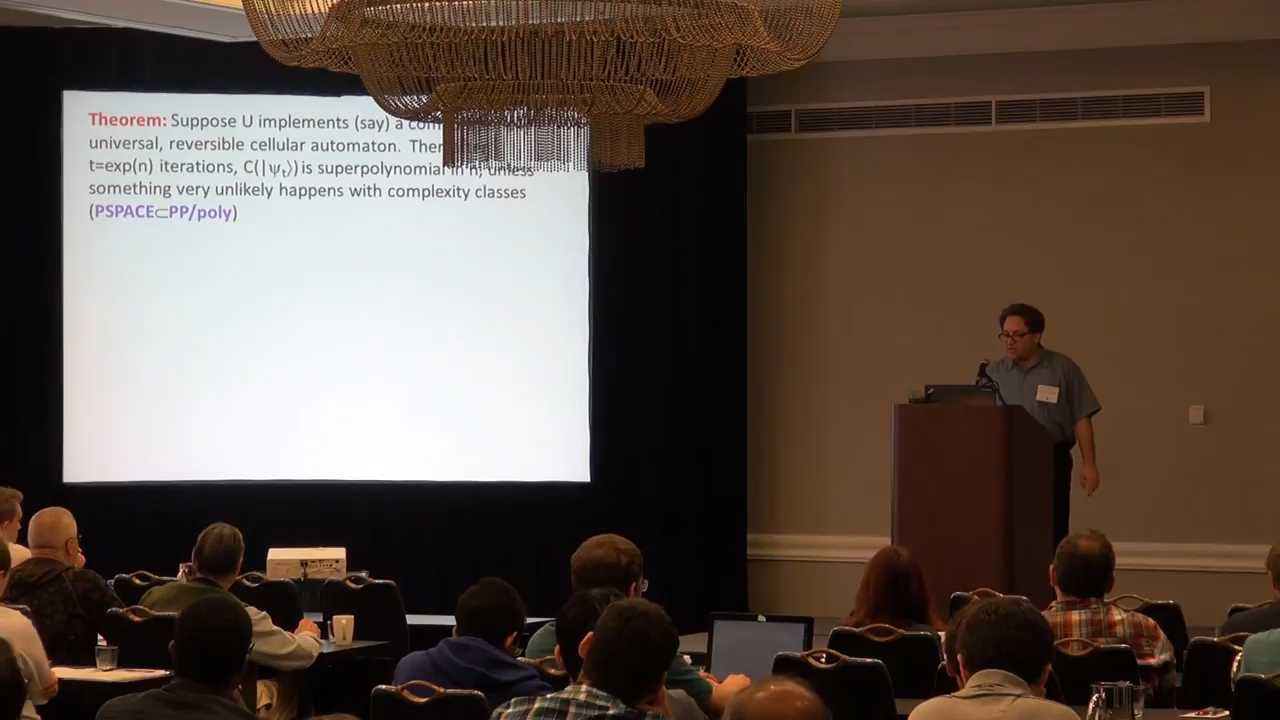 Theorem: Suppose U implements (say) a
universal, reversible cellular automaton.
t=exp(n) iterations, C(|ψt⟩) is superpolynomial in n, unless
something very unlikely happens with complexity classes
(PSPACE⊂PP/poly)